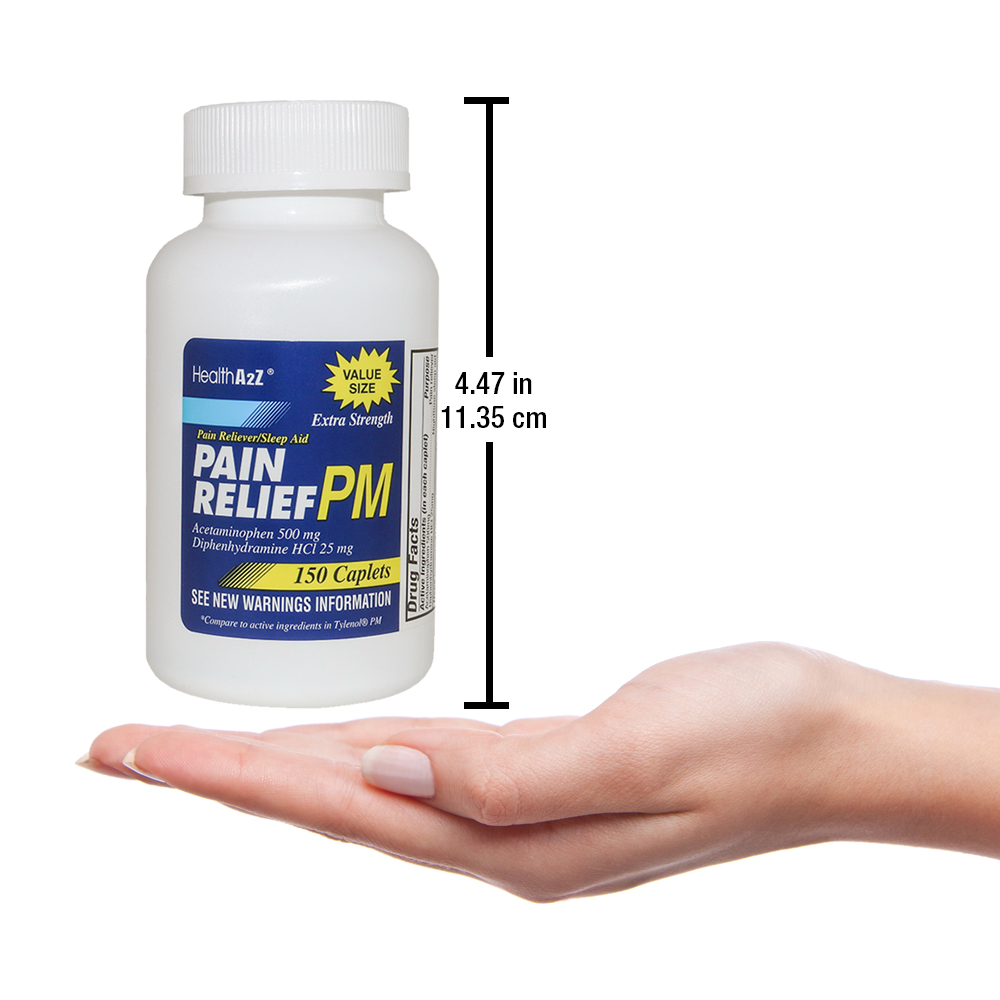 HealthA2Z®
VALUE
SIZE
Extra Strength
Pain Reliever/Sleep Aid
PAIN
RELIEF PM
Acetaminophen 500 mg
Diphenhydramine HCl 25 mg
150 Caplets
SEE NEW WARNINGS INFORMATION
*Compare to active ingredients in Tylenol® PM
Drug Facts
Active Ingredients (in each caplet)
Purpose
4.47 in
11.35 cm